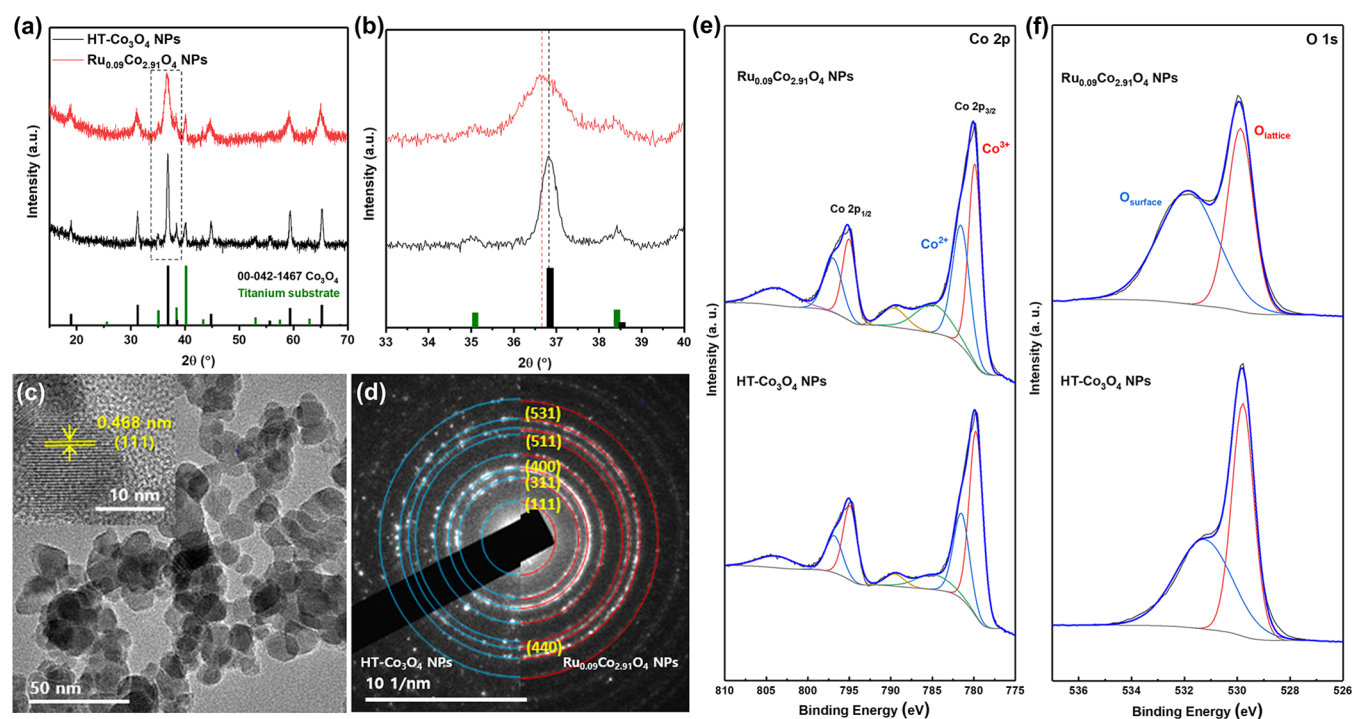 (a)
HT-Co3O4 NPs
Ru0.09Co2.91O4 NPs
Intensity (a.u.)
00-042-1467 Co3O4
Titanium substrate
20 30 40 50 60 70
2θ (°)
(b)
Intensity (a.u.)
33 34 35 36 37 38 39 40
2θ (°)
(c)
0.468 nm
(111)
10 nm
50 nm
(d)
(531)
(511)
(400)
(311)
(111)
(440)
HT-Co3O4 NPs
Ru0.09Co2.91O4 NPs
10 1/nm
(e)
Co 2p
Ru0.09Co2.91O4 NPs
Co 2p3/2
Co3+
Co 2p1/2
Co2+
HT-Co3O4 NPs
Intensity (a. u.)
810 805 800 795 790 785 780 775
Binding Energy (eV)
(f)
O 1s
Ru0.09Co2.91O4 NPs
Olattice
Osurface
HT-Co3O4 NPs
Intensity (a. u.)
536 534 532 530 528 526
Binding Energy (eV)